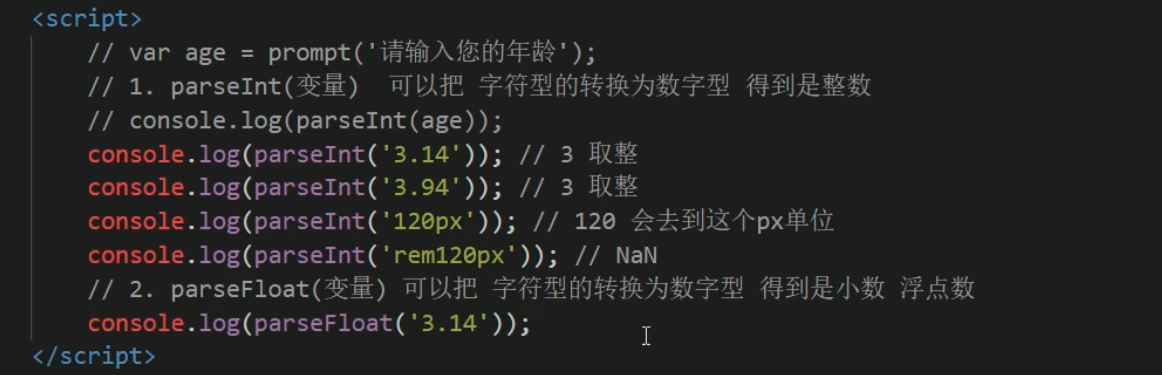 <script>
// var age = prompt('请输入您的年龄');
// 1. parseInt(变量)  可以把 字符型的转换为数字型 得到是整数
// console.log(parseInt(age));
console.log(parseInt('3.14')); // 3 取整
console.log(parseInt('3.94')); // 3 取整
console.log(parseInt('120px')); // 120 会去到这个px单位
console.log(parseInt('rem120px')); // NaN
// 2. parseFloat(变量) 可以把 字符型的转换为数字型 得到是小数 浮点数
console.log(parseFloat('3.14'));
</script>